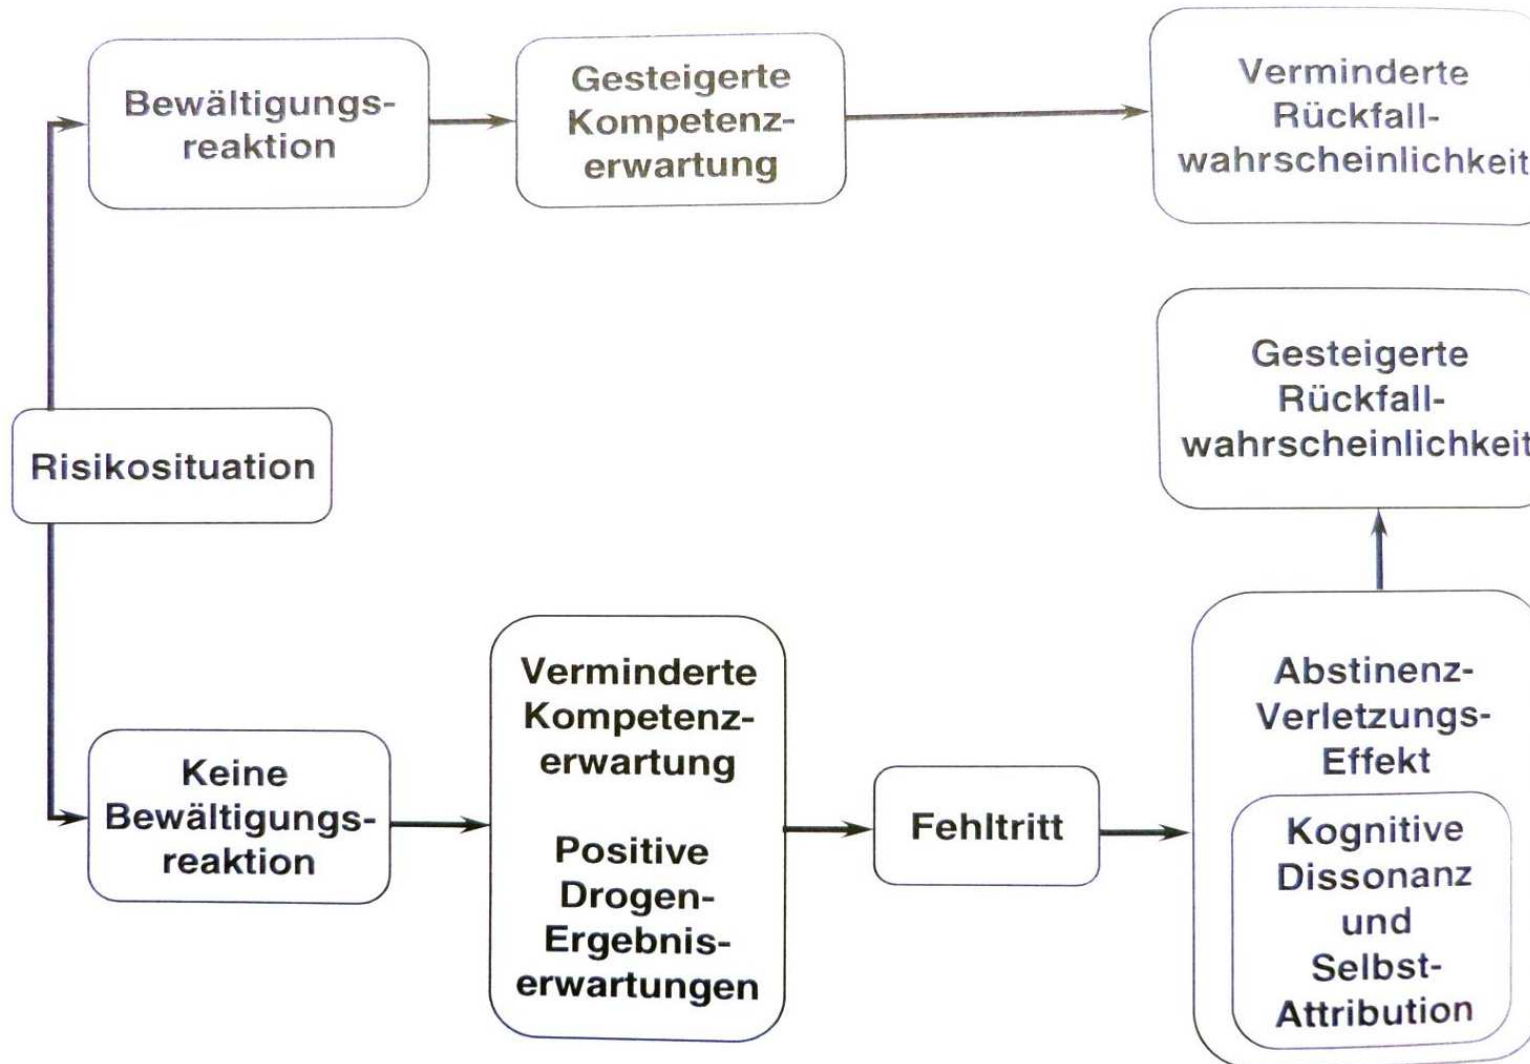 Bewältigungs-
reaktion
Gesteigerte
Kompetenz-
erwartung
Verminderte
Rückfall-
wahrscheinlichkeit
Gesteigerte
Rückfall-
wahrscheinlichkeit
Risikosituation
Keine
Bewältigungs-
reaktion
Verminderte
Kompetenz-
erwartung
Positive
Drogen-
Ergebnis-
erwartungen
Fehltritt
Abstinenz-
Verletzungs-
Effekt
Kognitive
Dissonanz
und
Selbst-
Attribution